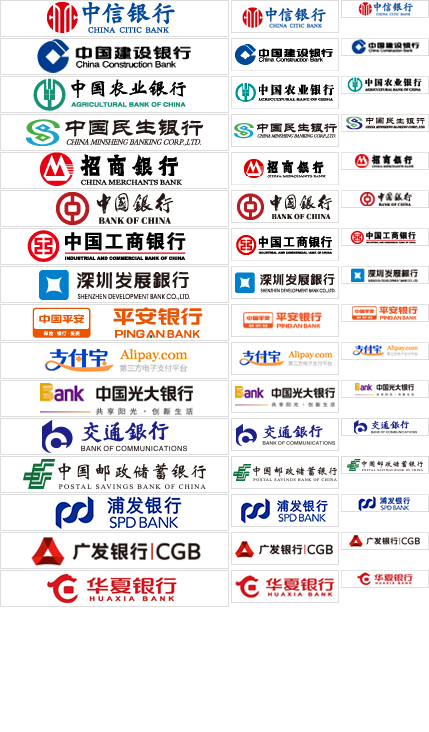 中信银行 中信银行 中信银行
CHINA CITIC BANK CHINA CITIC BANK CHINA CITIC BANK
中国建设银行 中国建设银行 中国建设银行
China Construction Bank China Construction Bank China Construction Bank
中国农业银行 中国农业银行 中国农业银行
AGRICULTURAL BANK OF CHINA AGRICULTURAL BANK OF CHINA AGRICULTURAL BANK OF CHINA
中国民生银行 中国民生银行 中国民生银行
CHINA MINSHENG BANKING CORP.,LTD. CHINA MINSHENG BANKING CORP.,LTD. CHINA MINSHENG BANKING CORP.,LTD.
招商银行 招商银行 招商银行
CHINA MERCHANTS BANK CHINA MERCHANTS BANK CHINA MERCHANTS BANK
中国银行 中国银行 中国银行
BANK OF CHINA BANK OF CHINA BANK OF CHINA
中国工商银行 中国工商银行 中国工商银行
INDUSTRIAL AND COMMERCIAL BANK OF CHINA INDUSTRIAL AND COMMERCIAL BANK OF CHINA
深圳发展銀行 深圳发展銀行 深圳发展銀行
SHENZHEN DEVELOPMENT BANK CO.,LTD. SHENZHEN DEVELOPMENT BANK CO.,LTD. SHENZHEN DEVELOPMENT BANK CO.,LTD.
中国平安 平安银行 中国平安 平安银行 中国平安 平安银行
保险·银行·投资 PING AN BANK PING AN BANK PING AN BANK
支付宝 Alipay.com 支付宝 Alipay.com 支付宝 Alipay.com
第三方电子支付平台 第三方电子支付平台 第三方电子支付平台
Bank 中国光大银行 Bank 中国光大银行 Bank 中国光大银行
共享阳光·创新生活 共享阳光·创新生活 共享阳光·创新生活
交通銀行 交通銀行 交通銀行
BANK OF COMMUNICATIONS BANK OF COMMUNICATIONS BANK OF COMMUNICATIONS
中国邮政储蓄银行 中国邮政储蓄银行 中国邮政储蓄银行
POSTAL SAVINGS BANK OF CHINA POSTAL SAVINGS BANK OF CHINA POSTAL SAVINGS BANK OF CHINA
浦发银行 浦发银行 浦发银行
SPD BANK SPD BANK SPD BANK
广发银行|CGB 广发银行|CGB 广发银行|CGB
华夏银行 华夏银行 华夏银行
HUAXIA BANK HUAXIA BANK HUAXIA BANK